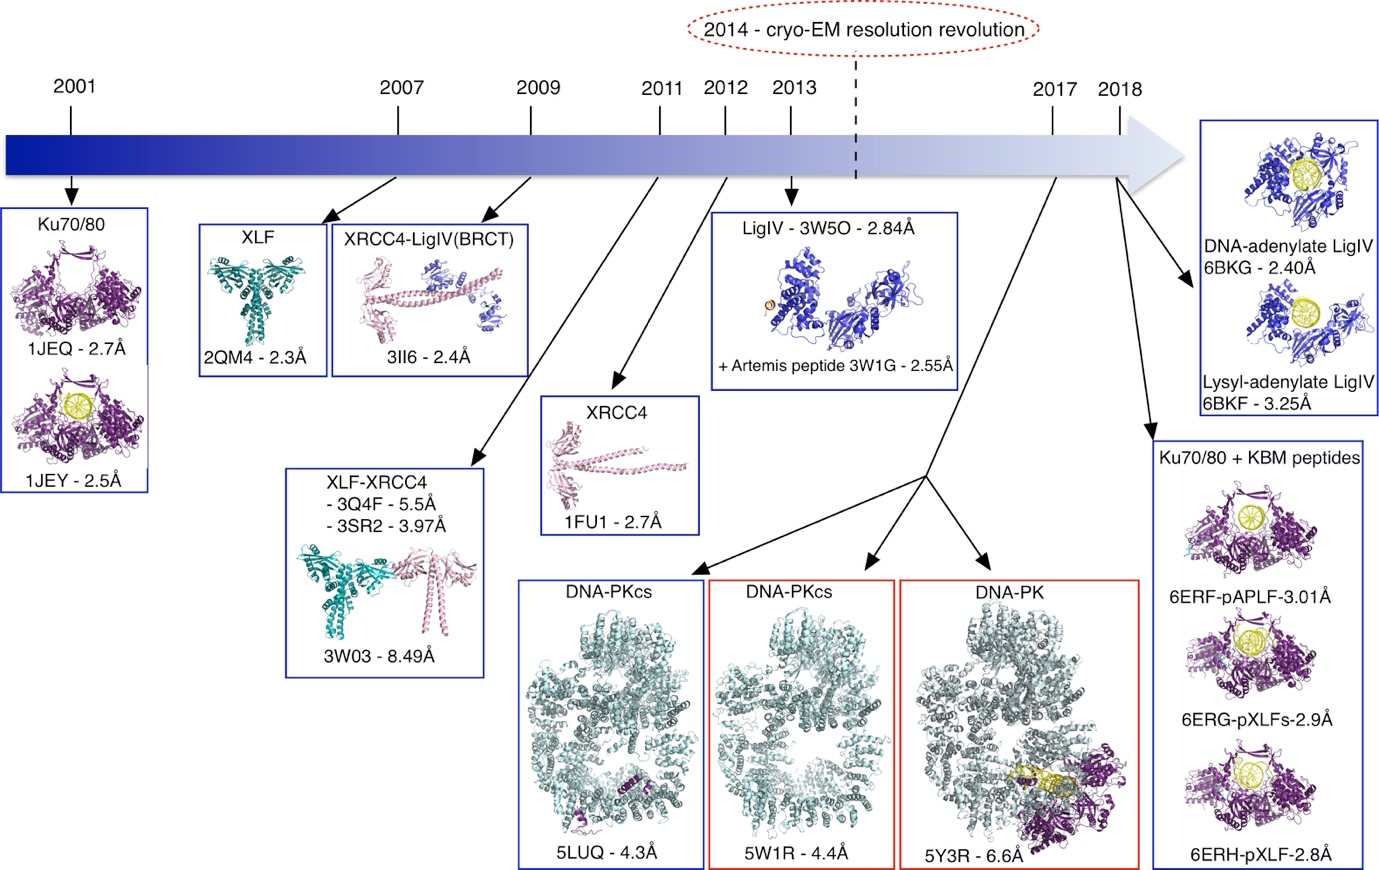 2014 - cryo-EM resolution revolution
2001
2007
2009
2011
2012
2013
2017
2018
Ku70/80
1JEQ - 2.7Å
1JEY - 2.5Å
XLF
2QM4 - 2.3Å
XRCC4-LigIV(BRCT)
3II6 - 2.4Å
XLF-XRCC4
- 3Q4F - 5.5Å
- 3SR2 - 3.97Å
3W03 - 8.49Å
XRCC4
1FU1 - 2.7Å
LigIV - 3W5O - 2.84Å
+ Artemis peptide 3W1G - 2.55Å
DNA-PKcs
5LUQ - 4.3Å
DNA-PKcs
5W1R - 4.4Å
DNA-PK
5Y3R - 6.6Å
DNA-adenylate LigIV
6BKG - 2.40Å
Lysyl-adenylate LigIV
6BKF - 3.25Å
Ku70/80 + KBM peptides
6ERF-pAPLF-3.01Å
6ERG-pXLFs-2.9Å
6ERH-pXLF-2.8Å